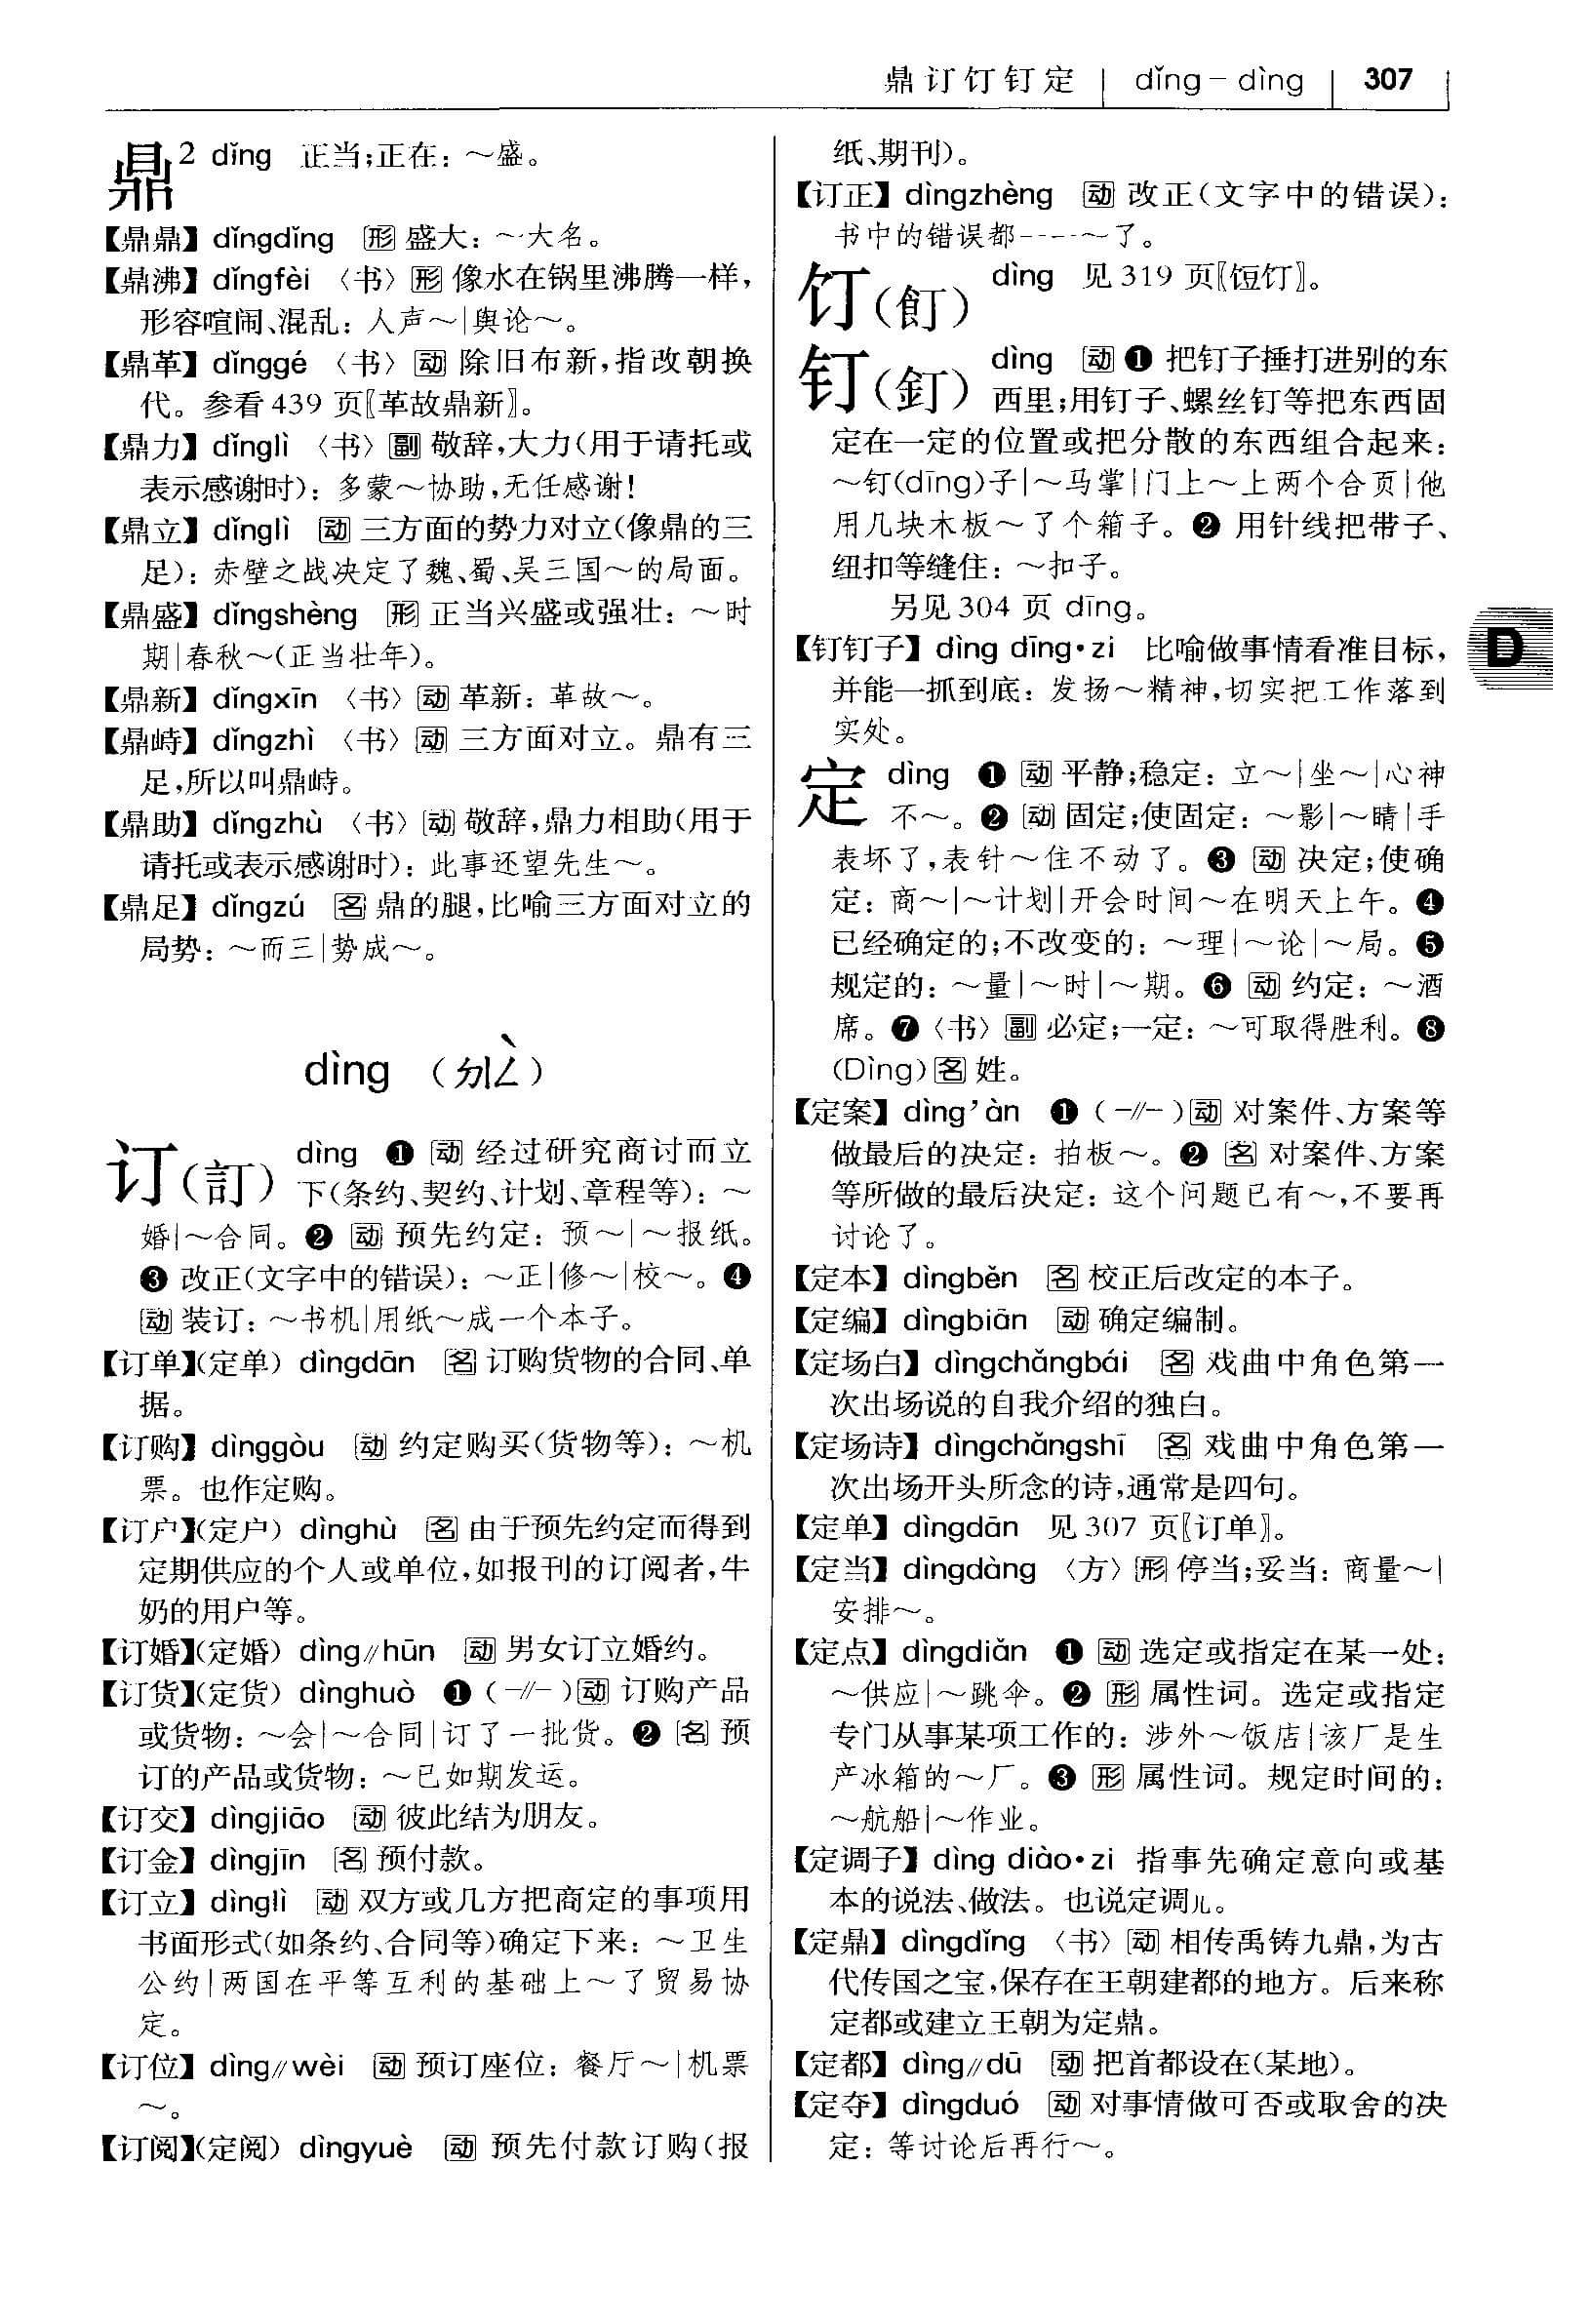 鼎订饤钉定 | dǐng－dìng | 307
鼎² dǐng 正当;正在：～盛。
【鼎鼎】dǐngdǐng 形 盛大：～大名。
【鼎沸】dǐngfèi〈书〉形 像水在锅里沸腾一样，
形容喧闹、混乱：人声～|舆论～。
【鼎革】dǐnggé〈书〉动 除旧布新，指改朝换
代。参看439 页〖革故鼎新〗。
【鼎力】dǐnglì〈书〉副 敬辞，大力（用于请托或
表示感谢时）：多蒙～协助，无任感谢！
【鼎立】dǐnglì 动 三方面的势力对立（像鼎的三
足）：赤壁之战决定了魏、蜀、吴三国～的局面。
【鼎盛】dǐngshèng 形 正当兴盛或强壮：～时
期|春秋～（正当壮年）。
【鼎新】dǐngxīn〈书〉动 革新：革故～。
【鼎峙】dǐngzhì〈书〉动 三方面对立。鼎有三
足，所以叫鼎峙。
【鼎助】dǐngzhù〈书〉动 敬辞，鼎力相助（用于
请托或表示感谢时）：此事还望先生～。
【鼎足】dǐngzú 名 鼎的腿，比喻三方面对立的
局势：～而三|势成～。
dìng （ㄉㄧㄥˋ）
订（訂） dìng ❶ 动 经过研究商讨而立
下（条约、契约、计划、章程等）：～
婚|～合同。❷ 动 预先约定：预～|～报纸。
❸ 改正（文字中的错误）：～正|修～|校～。❹
动 装订：～书机|用纸～成一个本子。
【订单】（定单）dìngdān 名 订购货物的合同、单
据。
【订购】dìnggòu 动 约定购买（货物等）：～机
票。也作定购。
【订户】（定户）dìnghù 名 由于预先约定而得到
定期供应的个人或单位，如报刊的订阅者，牛
奶的用户等。
【订婚】（定婚）dìng∥hūn 动 男女订立婚约。
【订货】（定货）dìnghuò ❶（-∥-）动 订购产品
或货物：～会|～合同|订了一批货。❷ 名 预
订的产品或货物：～已如期发运。
【订交】dìngjiāo 动 彼此结为朋友。
【订金】dìngjīn 名 预付款。
【订立】dìnglì 动 双方或几方把商定的事项用
书面形式（如条约、合同等）确定下来：～卫生
公约|两国在平等互利的基础上～了贸易协
定。
【订位】dìng∥wèi 动 预订座位：餐厅～|机票
～。
【订阅】（定阅）dìngyuè 动 预先付款订购（报
纸、期刊）。
【订正】dìngzhèng 动 改正（文字中的错误）：
书中的错误都一一～了。
饤（飣） dìng 见319 页〖饾饤〗。
钉（釘） dìng 动 ❶ 把钉子捶打进别的东
西里;用钉子、螺丝钉等把东西固
定在一定的位置或把分散的东西组合起来：
～钉(dīng)子|～马掌|门上～上两个合页|他
用几块木板～了个箱子。❷ 用针线把带子、
纽扣等缝住：～扣子。
另见304 页 dīng。
【钉钉子】dìng dīng·zi 比喻做事情看准目标，
并能一抓到底：发扬～精神，切实把工作落到
实处。
D
定 dìng ❶ 动 平静;稳定：立～|坐～|心神
不～。❷ 动 固定;使固定：～影|～睛|手
表坏了，表针～住不动了。❸ 动 决定;使确
定：商～|～计划|开会时间～在明天上午。❹
已经确定的;不改变的：～理|～论|～局。❺
规定的：～量|～时|～期。❻ 动 约定：～酒
席。❼〈书〉副 必定;一定：～可取得胜利。❽
(Dìng)名 姓。
【定案】dìng’àn ❶（-∥-）动 对案件、方案等
做最后的决定：拍板～。❷ 名 对案件、方案
等所做的最后决定：这个问题已有～，不要再
讨论了。
【定本】dìngběn 名 校正后改定的本子。
【定编】dìngbiān 动 确定编制。
【定场白】dìngchǎngbái 名 戏曲中角色第一
次出场说的自我介绍的独白。
【定场诗】dìngchǎngshī 名 戏曲中角色第一
次出场开头所念的诗，通常是四句。
【定单】dìngdān 见307 页〖订单〗。
【定当】dìngdàng〈方〉形 停当;妥当：商量～|
安排～。
【定点】dìngdiǎn ❶ 动 选定或指定在某一处：
～供应|～跳伞。❷ 形 属性词。选定或指定
专门从事某项工作的：涉外～饭店|该厂是生
产冰箱的～厂。❸ 形 属性词。规定时间的：
～航船|～作业。
【定调子】dìng diào·zi 指事先确定意向或基
本的说法、做法。也说定调儿。
【定鼎】dìngdǐng〈书〉动 相传禹铸九鼎，为古
代传国之宝，保存在王朝建都的地方。后来称
定都或建立王朝为定鼎。
【定都】dìng∥dū 动 把首都设在（某地）。
【定夺】dìngduó 动 对事情做可否或取舍的决
定：等讨论后再行～。